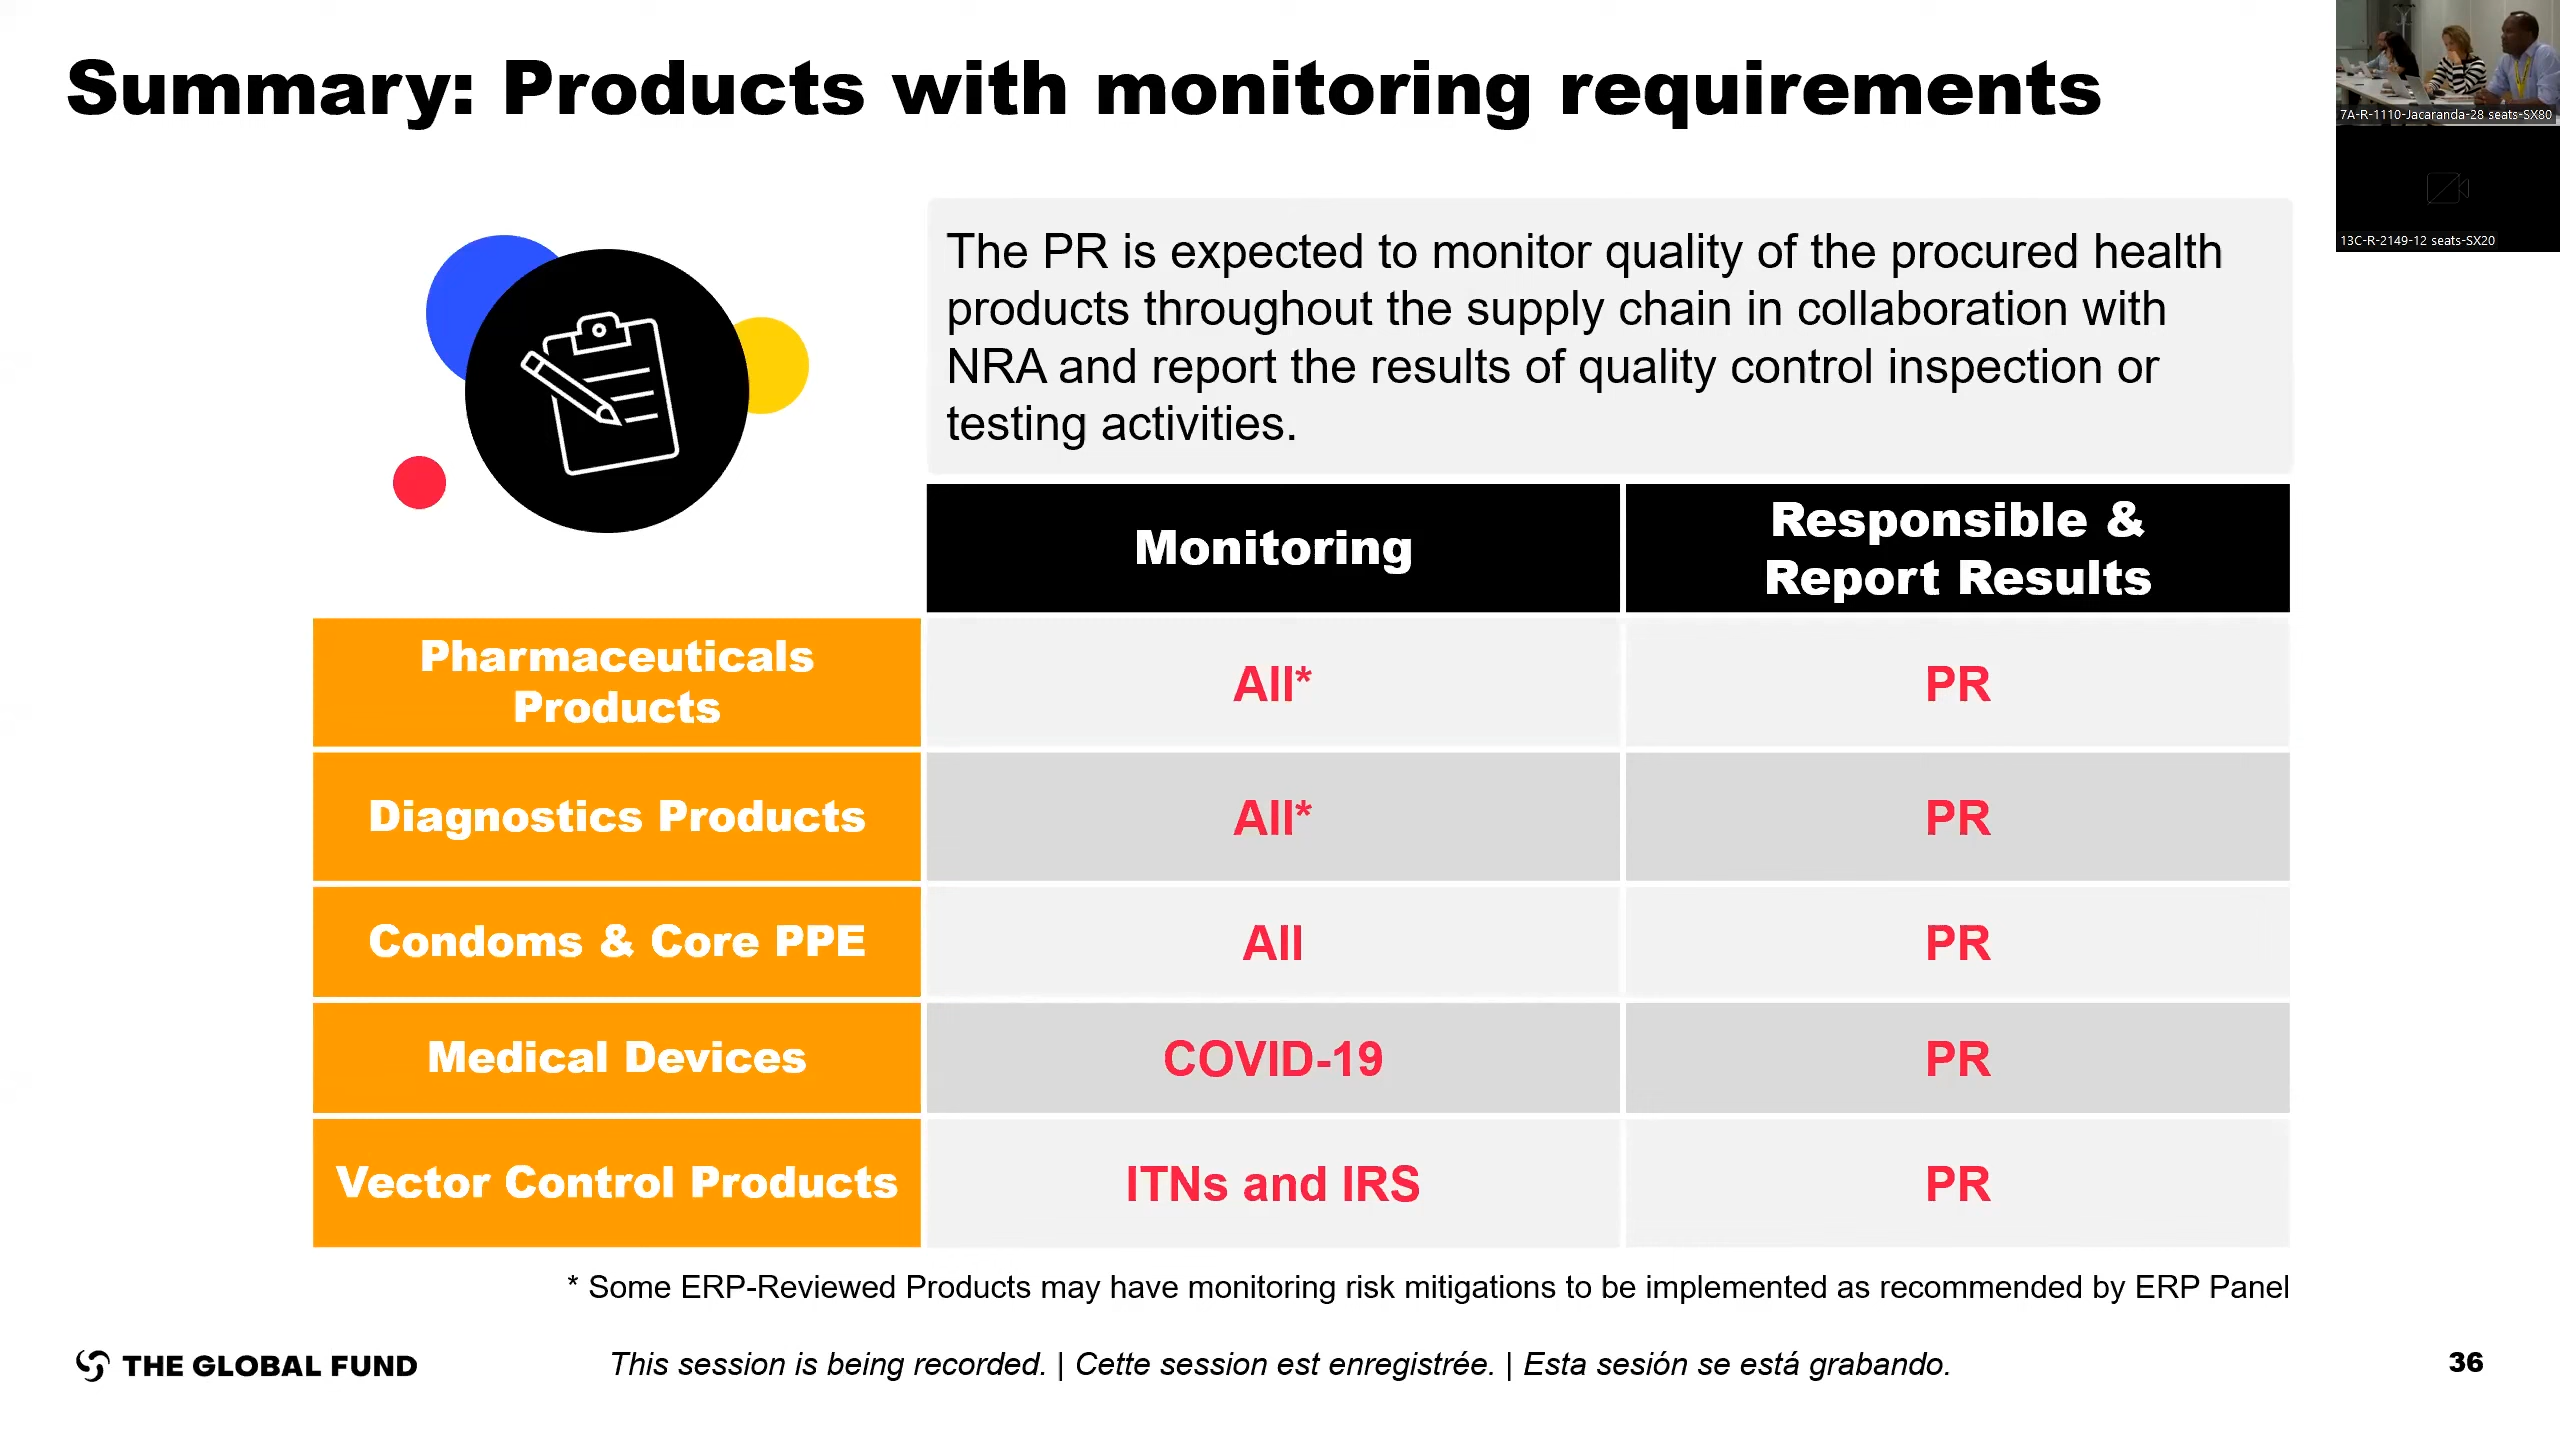 Summary: Products with monitoring requirements
7A-R-1110-Jacaranda-28 seats-SX80
13C-R-2149-12 seats-SX20
The PR is expected to monitor quality of the procured health
products throughout the supply chain in collaboration with
NRA and report the results of quality control inspection or
testing activities.
Monitoring
Responsible &
Report Results
Pharmaceuticals
Products
All*
PR
Diagnostics Products
All*
PR
Condoms & Core PPE
All
PR
Medical Devices
COVID-19
PR
Vector Control Products
ITNs and IRS
PR
* Some ERP-Reviewed Products may have monitoring risk mitigations to be implemented as recommended by ERP Panel
THE GLOBAL FUND
This session is being recorded. | Cette session est enregistrée. | Esta sesión se está grabando.
36